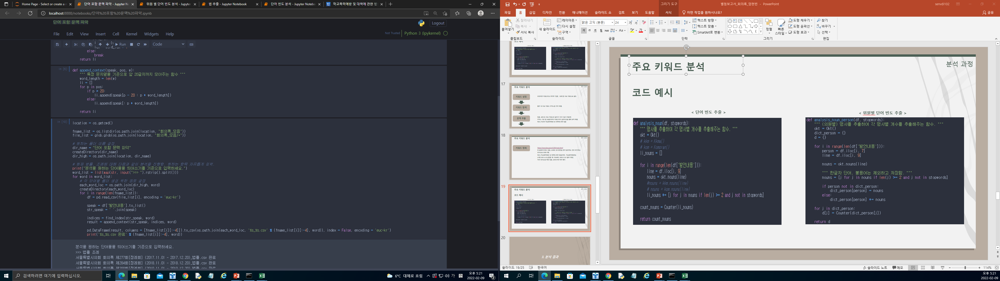 Home Page - Select or create a n
단어 포함 문맥 파악 - Jupyter No
위원 별 단어 빈도 분석 - Jupyter
법 추출 - Jupyter Notebook
단어 빈도 분석 - Jupyter Notebo
학교폭력예방 및 대책에 관한 법
localhost:8888/notebooks/단어%20포함%20문맥%20파악.ipynb
단어 포함 문맥 파악
Logout
File Edit View Insert Cell Kernel Widgets Help
Not Trusted
Python 3 (ipykernel)
Run
Code
else:
break
return li
In [5]:
def append_context(speak, pos, w):
""" 특정 문자열을 기준으로 앞 20글자까지 모아주는 함수 """
word_length = len(w)
li = []
for p in pos:
if p > 20:
li.append(speak[p - 20 : p + word_length])
else:
li.append(speak[: p + word_length])
return li
In [10]:
location = os.getcwd()
fname_list = os.listdir(os.path.join(location, "회의록_모음"))
file_list = glob.glob(os.path.join(location, "회의록_모음/*"))
# 원하는 폴더 이름 설정
dir_name = "단어 포함 문맥 파악"
createDirectory(dir_name)
dir_high = os.path.join(location, dir_name)
# 현재 법률, 조례에 대해 다음과 같이 분석을 진행함. 원하는 항목 자유롭게 입력.
print("분석을 원하는 단어들을 띄어쓰기를 기준으로 입력하세요.")
word_list = list(map(str, input(">>> ").rstrip().split()))
for word in word_list:
# 각 단어별 폴더 생성 위한 경로 설정
each_word_loc = os.path.join(dir_high, word)
createDirectory(each_word_loc)
for i in range(len(fname_list)):
df = pd.read_csv(file_list[i], encoding = 'euc-kr')
speak = df['발언내용'].to_list()
str_speak = ' '.join(speak)
indices = find_index(str_speak, word)
result = append_context(str_speak, indices, word)
pd.DataFrame(result, columns = [fname_list[i][:-4]]).to_csv(os.path.join(each_word_loc, '%s_%s.csv' % (fname_list[i][:-4], word)), index = False, encoding = 'euc-kr')
print('%s_%s.csv 완료' % (fname_list[i][:-4], word))
분석을 원하는 단어들을 띄어쓰기를 기준으로 입력하세요.
>>> 법률 조례
서울특별시의회 회의록 제277회[정례회] (2017.11.01 ~ 2017.12.20)_법률.csv 완료
서울특별시의회 회의록 제284회[정례회] (2018.11.01 ~ 2018.12.20)_법률.csv 완료
검색하려면 여기에 입력하십시오.
6°C 대체로 흐림
가
오후 5:21
2022-02-09
별첨보고서_회의록_엄현빈 - PowerPoint
그리기 도구
senvdi102
파일 홈 삽입 디자인 전환 애니메이션 슬라이드 쇼 검토 보기 도움말 서식
어떤 작업을 원하시나요?
공유
붙여넣기
잘라내기
복사
서식 복사
클립보드
새 슬라이드
레이아웃
다시 설정
구역
슬라이드
맑은 고딕 (본문)
24
글꼴
텍스트 방향
텍스트 맞춤
SmartArt로 변환
단락
정렬
빠른 스타일
도형 채우기
도형 윤곽선
도형 효과
그리기
찾기
바꾸기
선택
편집
17
주요 키워드 분석
키워드 설정
키워드 탐색
문맥 추출
18
주요 키워드 분석
키워드 정제
19
주요 키워드 분석
코드 예시
20
3. 분석 결과
주요 키워드 분석
분석 과정
코드 예시
< 단어 빈도 추출 >
def analysis_noun(df, stopwords):
""" 명사를 추출하여 각 명사별 개수를 추출해주는 함수. """
okt = Okt()
# kkm = Kkma()
# kom = Komoran()
li_nouns = []
for i in range(len(df['발언내용'])):
line = df.iloc[i, 9]
nouns = okt.nouns(line)
#nouns = kkm.nouns(line)
# nouns = kom.nouns(line)
li_nouns += [j for j in nouns if len(j) >= 2 and j not in stopwords]
count_nouns = Counter(li_nouns)
return count_nouns
< 위원별 단어 빈도 추출 >
def analysis_noun_person(df, stopwords):
""" (의원별) 명사를 추출하여 각 명사별 개수를 추출해주는 함수. """
okt = Okt()
dict_person = {}
d = {}
for i in range(len(df['발언내용'])):
person = df.iloc[i, 7]
line = df.iloc[i, 9]
nouns = okt.nouns(line)
""" 한글자 단어, 불용어는 제외하고 저장함. """
nouns = [j for j in nouns if len(j) >= 2 and j not in stopwords]
if person not in dict_person:
dict_person[person] = nouns
else:
dict_person[person] += nouns
for j in dict_person:
d[j] = Counter(dict_person[j])
return d
슬라이드 19/25
한국어
슬라이드 노트
메모
114%
오후 5:21
2022-02-09